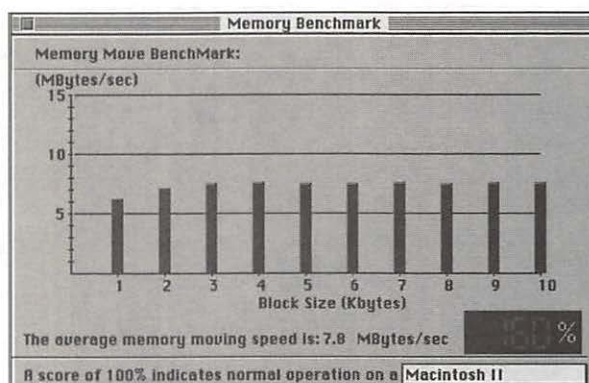 Memory Benchmark
Memory Move BenchMark:
(MBytes/sec)
15
10
5
1 2 3 4 5 6 7 8 9 10
Block Size (Kbytes)
The average memory moving speed is: 7.8 MBytes/sec
%
A score of 100% indicates normal operation on a Macintosh II